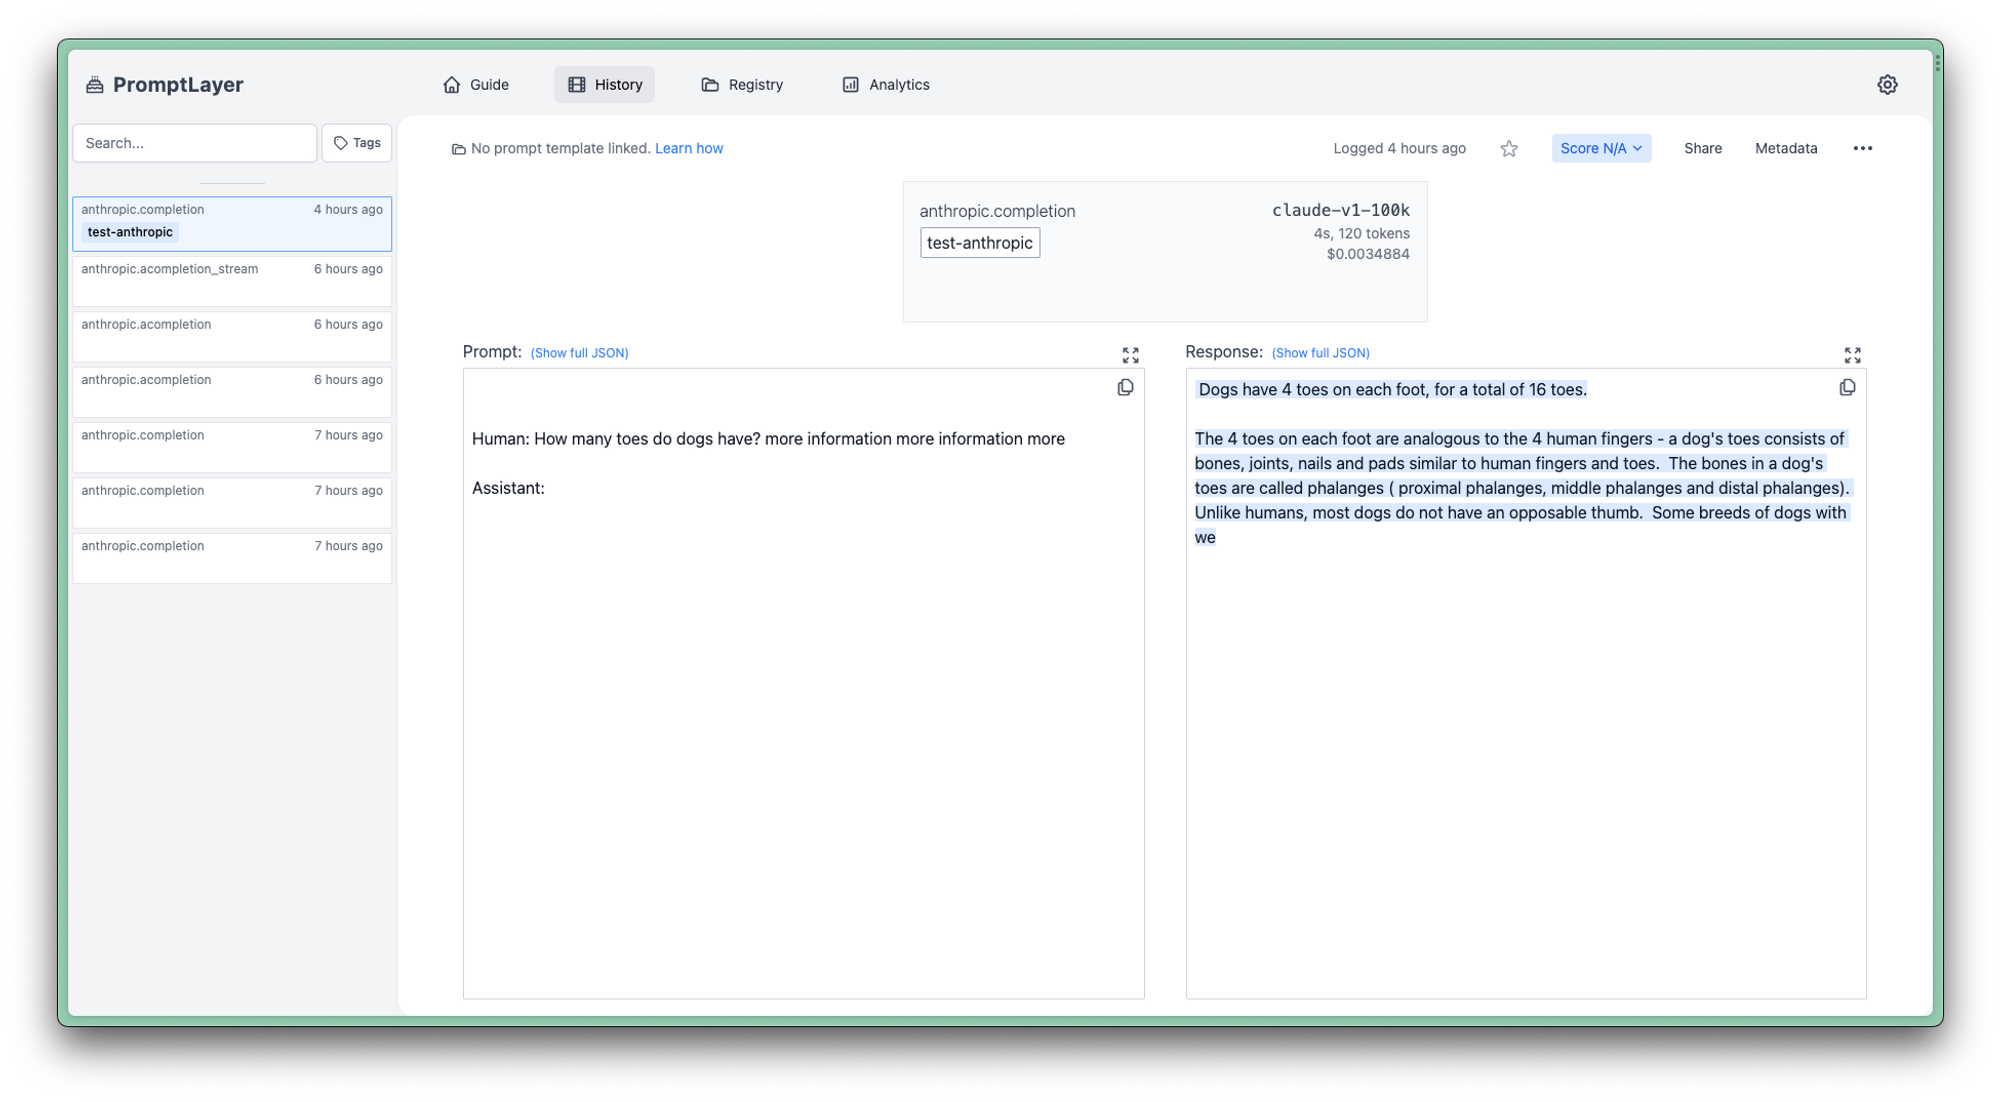 PromptLayer
Guide
History
Registry
Analytics
Search...
Tags
anthropic.completion 4 hours ago
test-anthropic
anthropic.acompletion_stream 6 hours ago
anthropic.acompletion 6 hours ago
anthropic.acompletion 6 hours ago
anthropic.completion 7 hours ago
anthropic.completion 7 hours ago
anthropic.completion 7 hours ago
No prompt template linked. Learn how
Logged 4 hours ago
Score N/A
Share
Metadata
anthropic.completion
test-anthropic
claude-v1-100k
4s, 120 tokens
$0.0034884
Prompt: (Show full JSON)
Human: How many toes do dogs have? more information more information more
Assistant:
Response: (Show full JSON)
Dogs have 4 toes on each foot, for a total of 16 toes.
The 4 toes on each foot are analogous to the 4 human fingers - a dog's toes consists of
bones, joints, nails and pads similar to human fingers and toes.  The bones in a dog's
toes are called phalanges ( proximal phalanges, middle phalanges and distal phalanges).
Unlike humans, most dogs do not have an opposable thumb.  Some breeds of dogs with
we